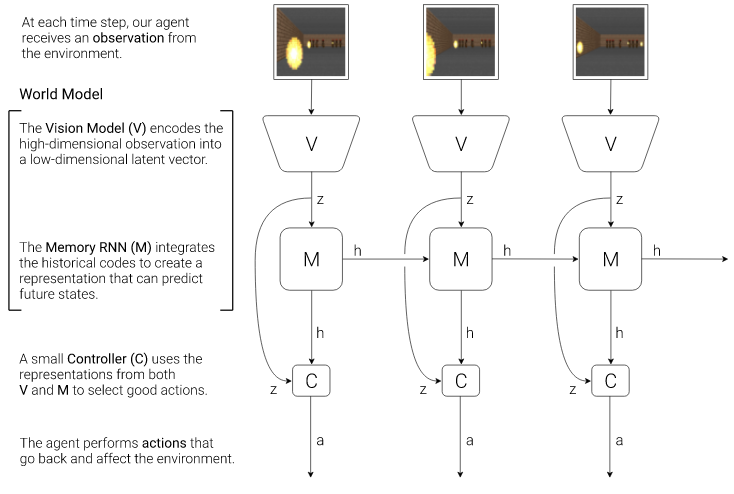 At each time step, our agent
receives an observation from
the environment.
World Model
The Vision Model (V) encodes the
high-dimensional observation into
a low-dimensional latent vector.
V V V
z z z
The Memory RNN (M) integrates
the historical codes to create a
representation that can predict
future states.
M h M h M h
h h h
A small Controller (C) uses the
representations from both
V and M to select good actions.
z C z C z C
The agent performs actions that
go back and affect the environment.
a a a